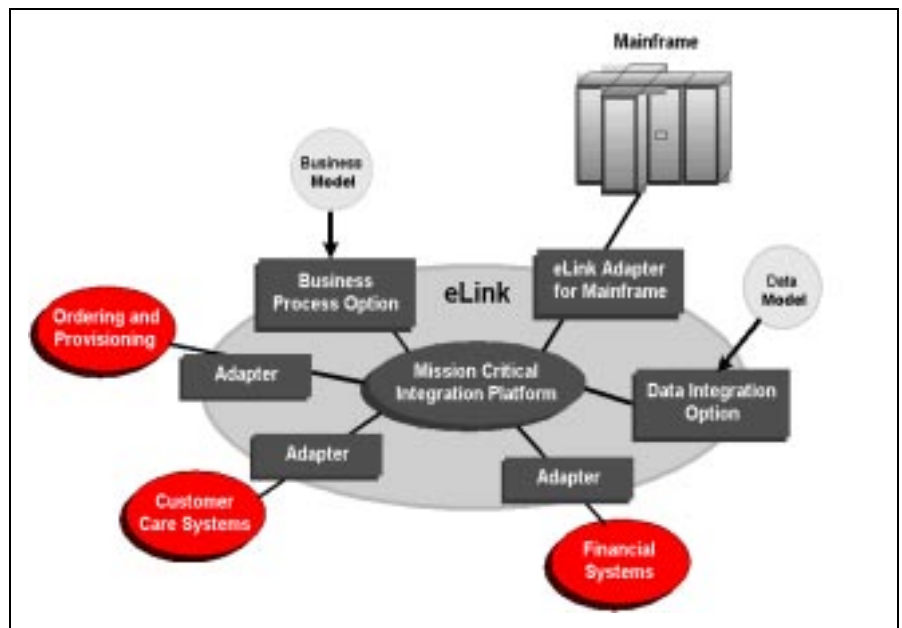 Mainframe
Business
Model
Business
Process Option
eLink
eLink Adapter
for Mainframe
Data
Model
Ordering and
Provisioning
Adapter
Mission Critical
Integration Platform
Data Integration
Option
Adapter
Adapter
Customer
Care Systems
Financial
Systems